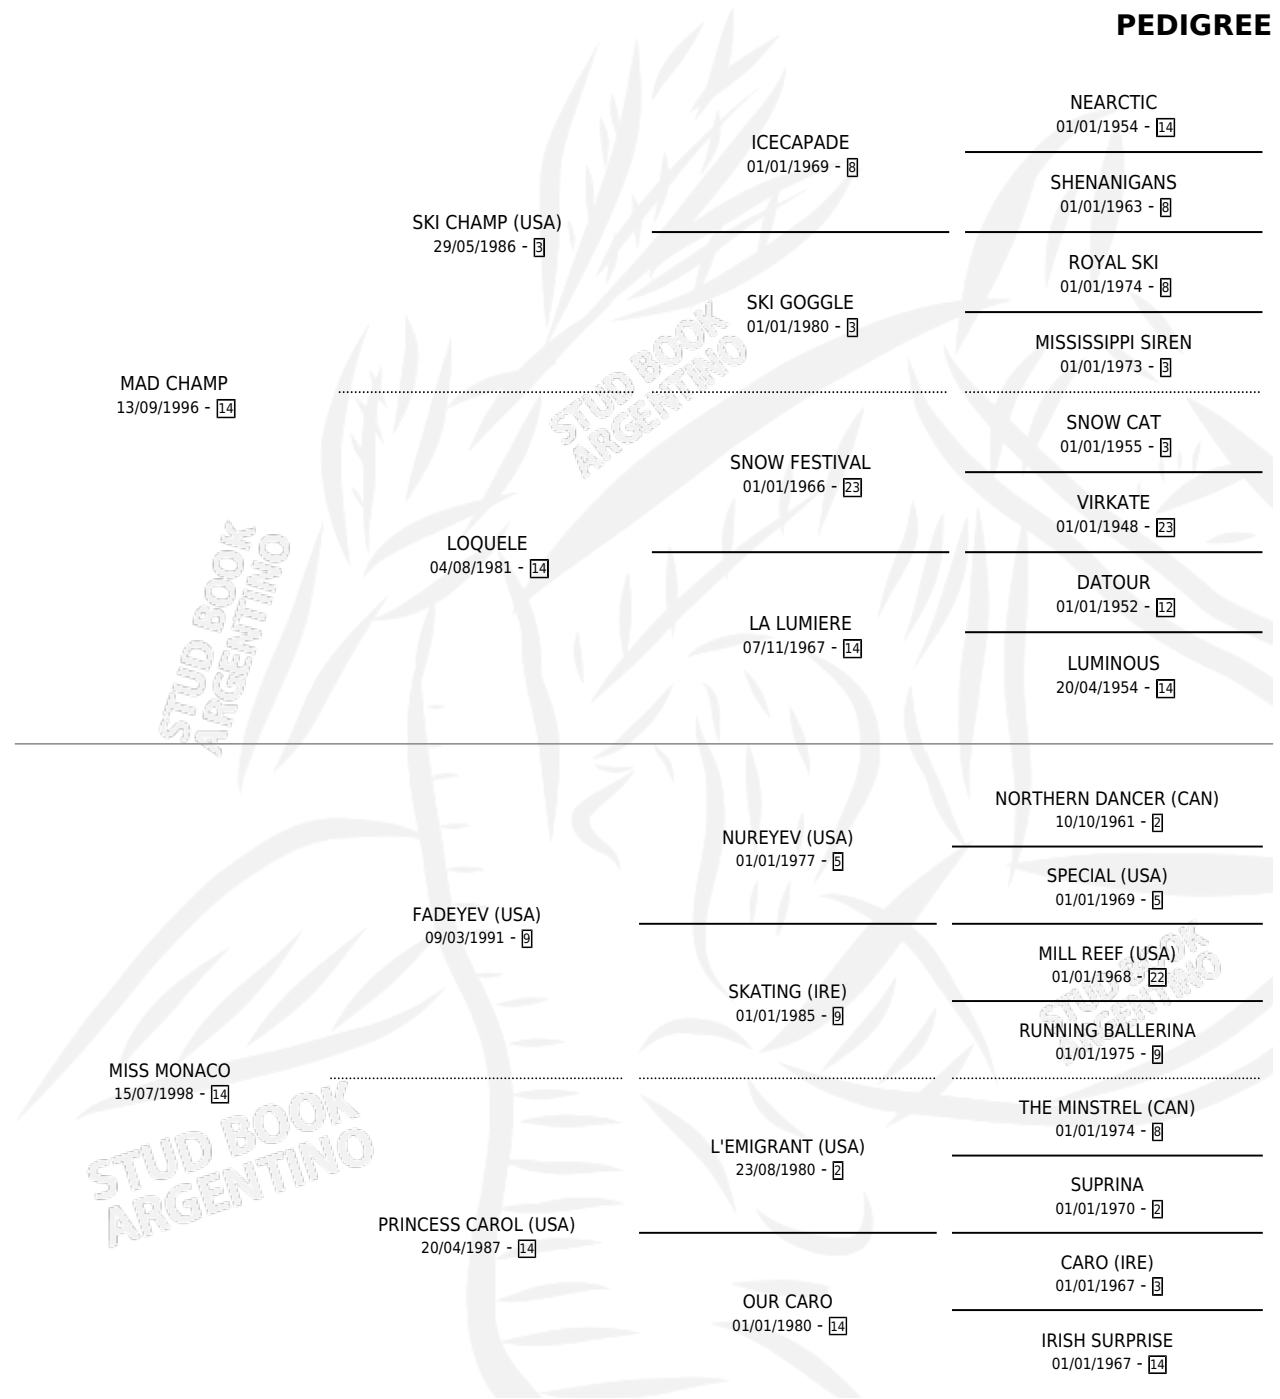 PEDIGREE
NEARCTIC
01/01/1954 - 14
ICECAPADE
01/01/1969 - 8
SHENANIGANS
01/01/1963 - 8
SKI CHAMP (USA)
29/05/1986 - 3
ROYAL SKI
01/01/1974 - 8
SKI GOGGLE
01/01/1980 - 3
MISSISSIPPI SIREN
01/01/1973 - 3
MAD CHAMP
13/09/1996 - 14
SNOW CAT
01/01/1955 - 3
SNOW FESTIVAL
01/01/1966 - 23
VIRKATE
01/01/1948 - 23
LOQUELE
04/08/1981 - 14
DATOUR
01/01/1952 - 12
LA LUMIERE
07/11/1967 - 14
LUMINOUS
20/04/1954 - 14
NORTHERN DANCER (CAN)
10/10/1961 - 2
NUREYEV (USA)
01/01/1977 - 5
SPECIAL (USA)
01/01/1969 - 5
FADEYEV (USA)
09/03/1991 - 9
MILL REEF (USA)
01/01/1968 - 22
SKATING (IRE)
01/01/1985 - 9
RUNNING BALLERINA
01/01/1975 - 9
MISS MONACO
15/07/1998 - 14
THE MINSTREL (CAN)
01/01/1974 - 8
L'EMIGRANT (USA)
23/08/1980 - 2
SUPRINA
01/01/1970 - 2
PRINCESS CAROL (USA)
20/04/1987 - 14
CARO (IRE)
01/01/1967 - 3
OUR CARO
01/01/1980 - 14
IRISH SURPRISE
01/01/1967 - 14
STUD BOOK
ARGENTINO
STUD BOOK
ARGENTINO
STUD BOOK
ARGENTINO
STUD BOOK
ARGENTINO